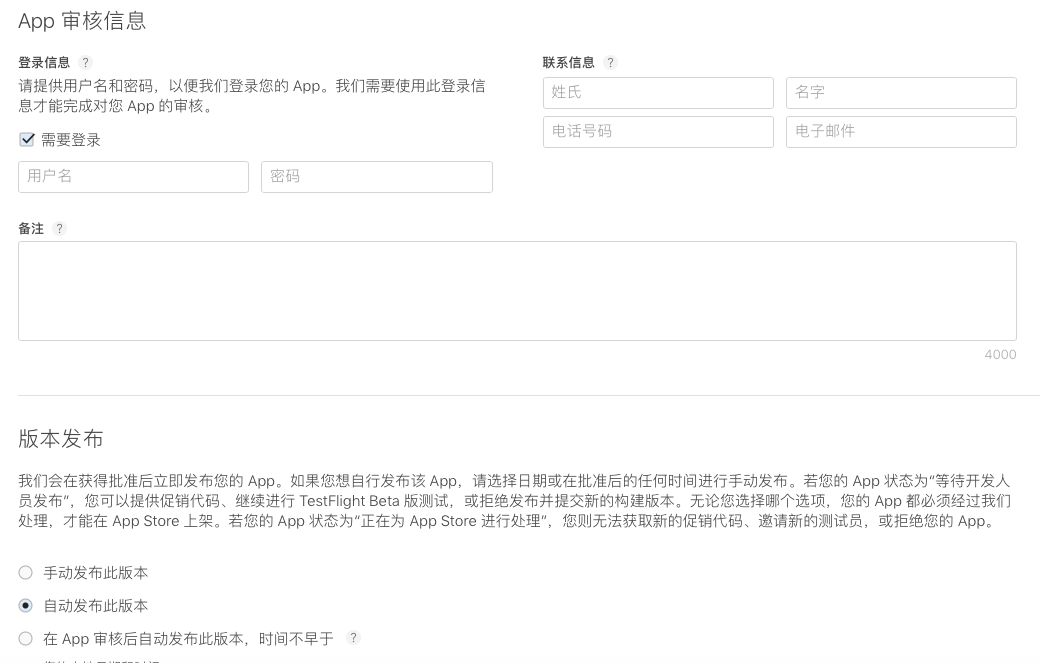 App 审核信息
登录信息 ?
请提供用户名和密码，以便我们登录您的 App。我们需要使用此登录信
息才能完成对您 App 的审核。
需要登录
用户名 密码
联系信息 ?
姓氏 名字
电话号码 电子邮件
备注 ?
4000
版本发布
我们会在获得批准后立即发布您的 App。如果您想自行发布该 App，请选择日期或在批准后的任何时间进行手动发布。若您的 App 状态为“等待开发人
员发布”，您可以提供促销代码、继续进行 TestFlight Beta 版测试，或拒绝发布并提交新的构建版本。无论您选择哪个选项，您的 App 都必须经过我们
处理，才能在 App Store 上架。若您的 App 状态为“正在为 App Store 进行处理”，您则无法获取新的促销代码、邀请新的测试员，或拒绝您的 App。
手动发布此版本
自动发布此版本
在 App 审核后自动发布此版本，时间不早于 ?